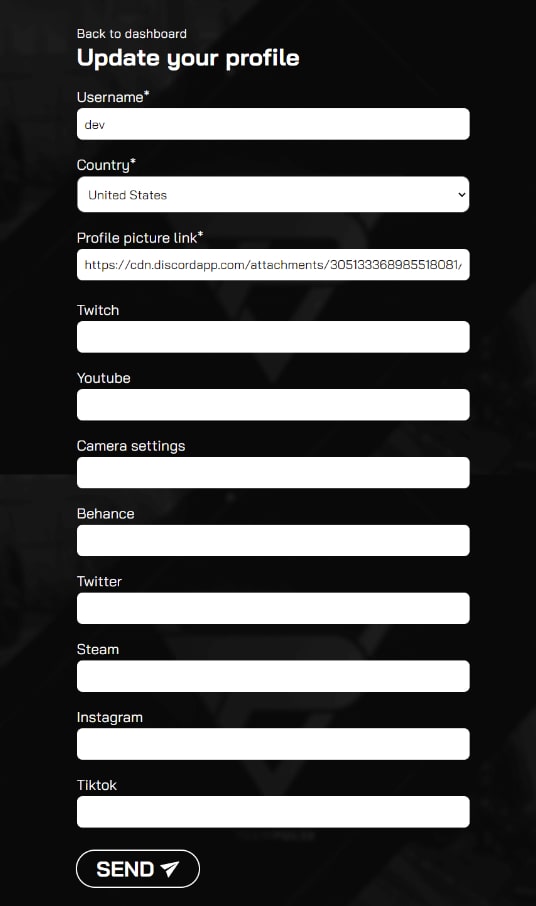 Back to dashboard
Update your profile
Username*
dev
Country*
United States
Profile picture link*
https://cdn.discordapp.com/attachments/305133368985518081/
Twitch
Youtube
Camera settings
Behance
Twitter
Steam
Instagram
Tiktok
SEND